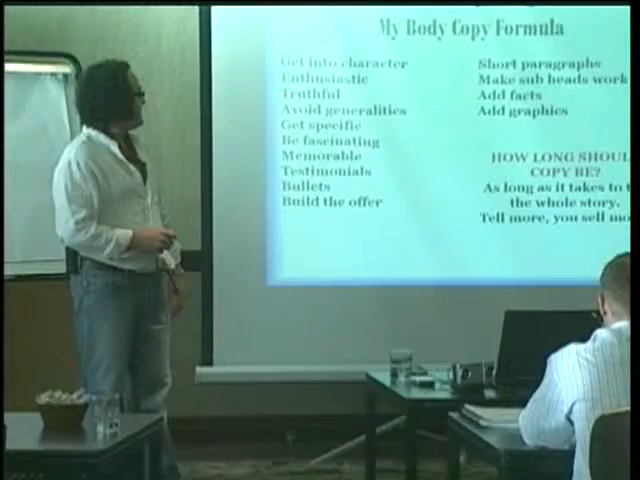 My Body Copy Formula
Get into character
Enthusiastic
Truthful
Avoid generalities
Get specific
Be fascinating
Memorable
Testimonials
Bullets
Build the offer
Short paragraphs
Make sub heads work
Add facts
Add graphics
HOW LONG SHOUL
COPY BE?
As long as it takes to t
the whole story.
Tell more, you sell mo